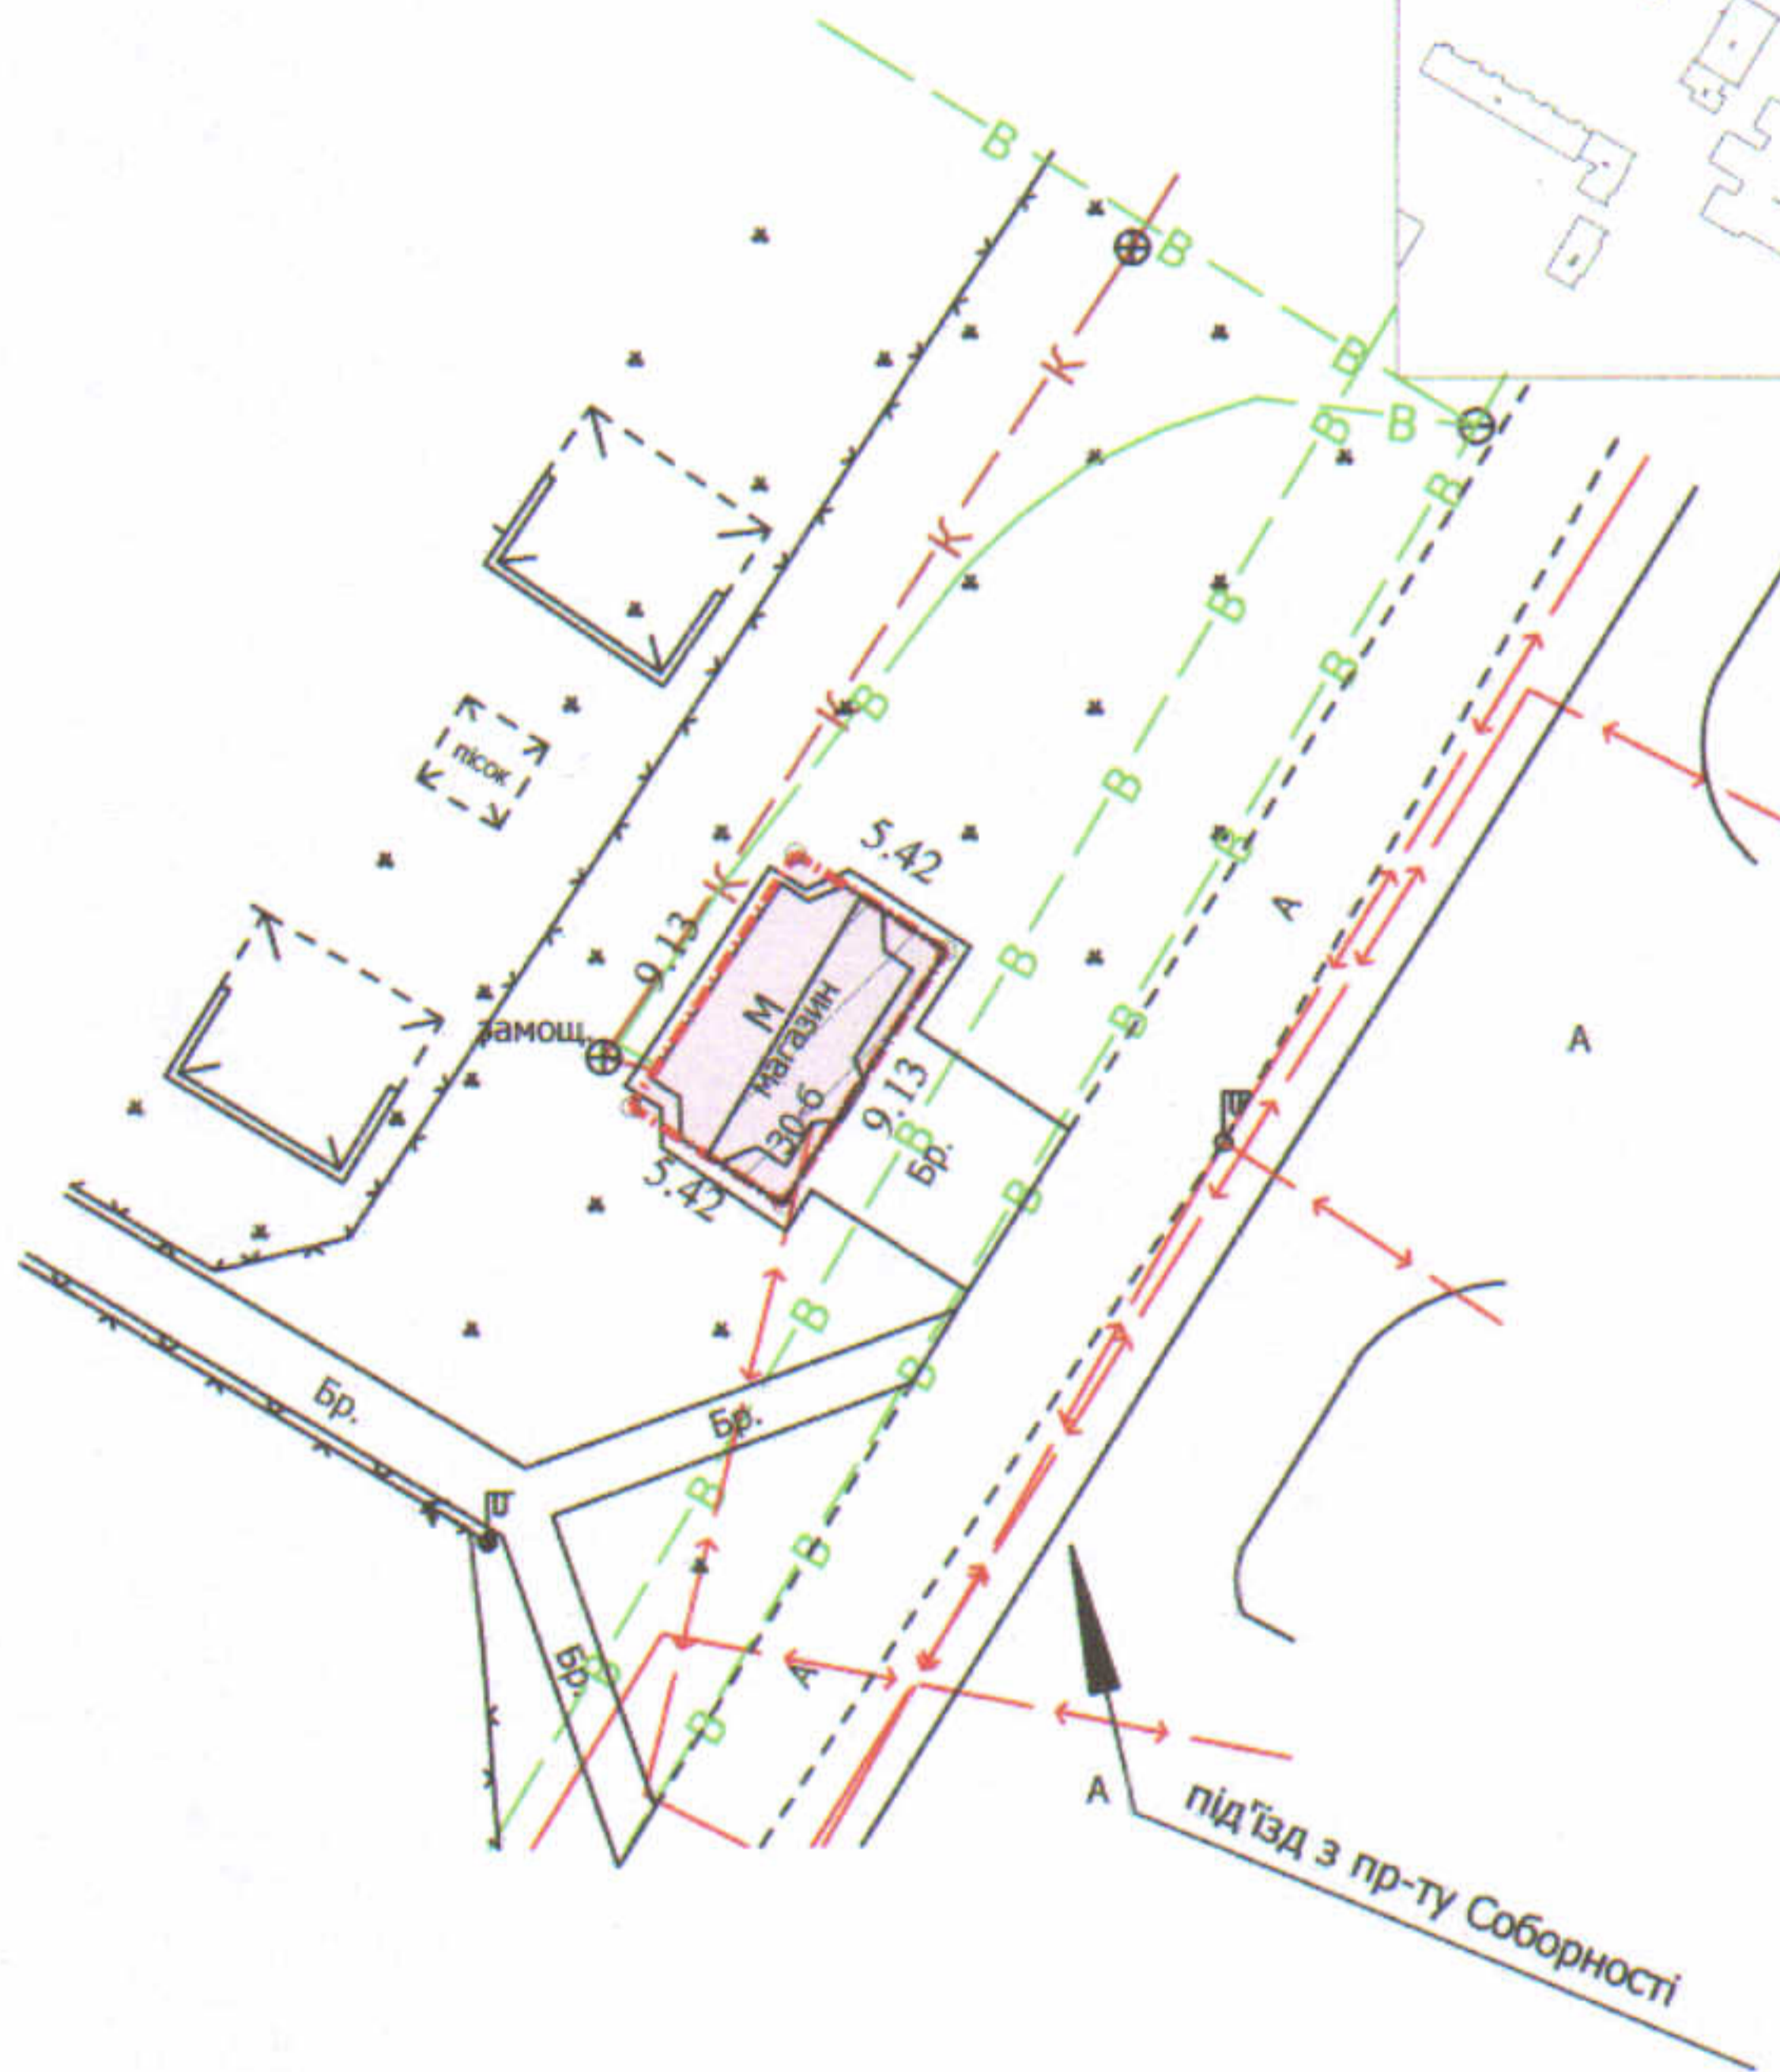 В
В
К
В
В
В
В
К
В
В
В
К
В
пісок
В
5.42
В
К
9.13
А
В
М
магазин
замощ.
В
А
30-б
9.13
В
Бр.
5.42
В
В
В
Бр.
Бр.
В
В
Бр.
В
А
В
А
під'їзд з пр-ту Соборності